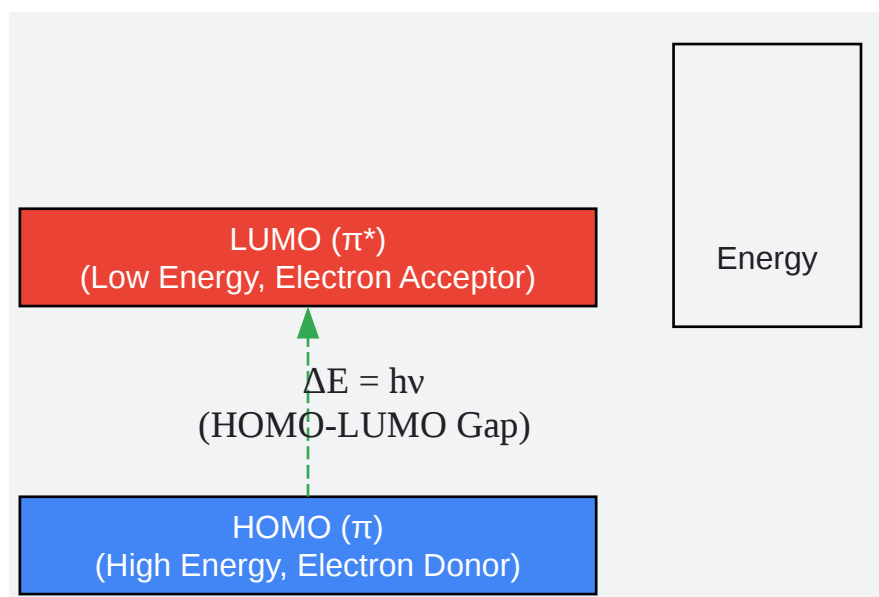 LUMO (π*)
(Low Energy, Electron Acceptor)
Energy
ΔE = hν
(HOMO-LUMO Gap)
HOMO (π)
(High Energy, Electron Donor)